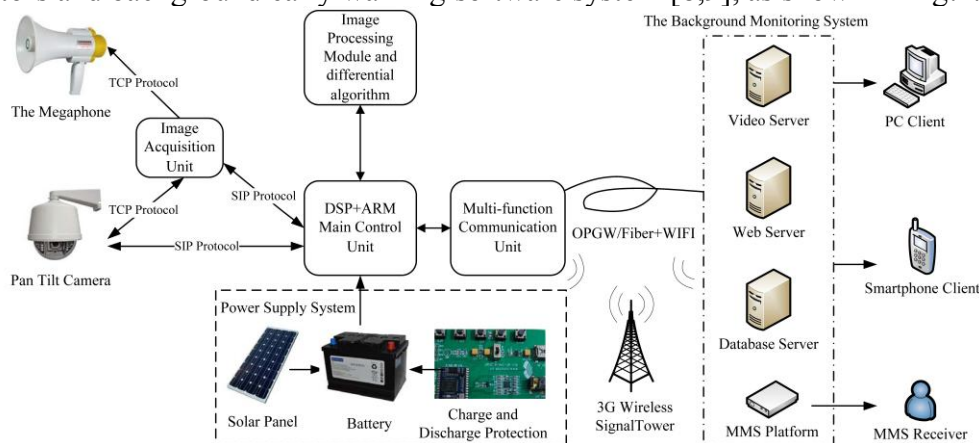 The Background Monitoring System
Image
Processing
Module and
differential
algorithm
TCP Protocol
The Megaphone
Image
Acquisition
Unit
Video Server
PC Client
TCP Protocol
SIP Protocol
SIP Protocol
Pan Tilt Camera
DSP+ARM
Main Control
Unit
Multi-function
Communication
Unit
OPGW/Fiber+WIFI
Web Server
Smartphone Client
Power Supply System
Solar Panel
Battery
Charge and
Discharge Protection
3G Wireless
SignalTower
Database Server
MMS Platform
MMS Receiver